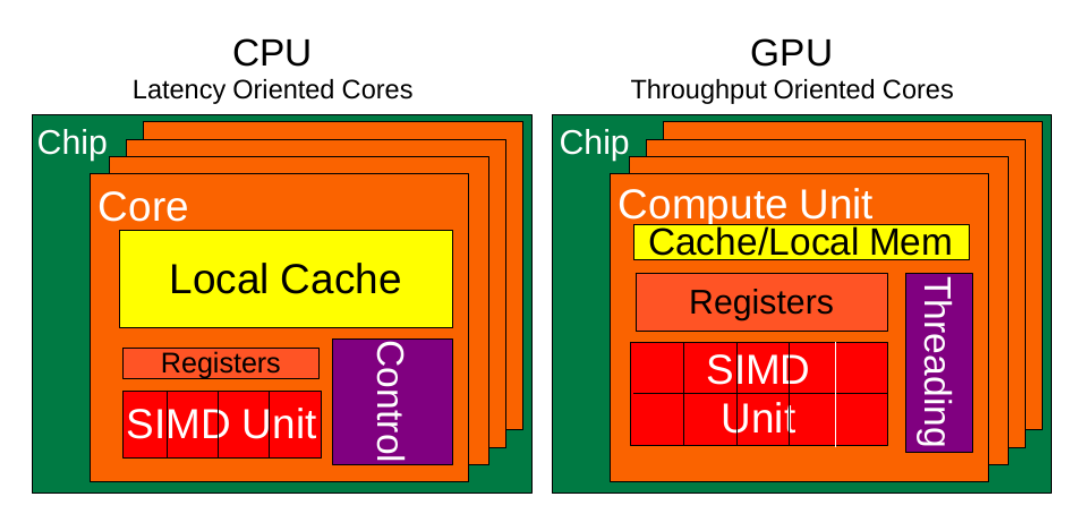 CPU
Latency Oriented Cores
Chip
Core
Local Cache
Registers
SIMD Unit
Control
GPU
Throughput Oriented Cores
Chip
Compute Unit
Cache/Local Mem
Registers
SIMD
Unit
Threading